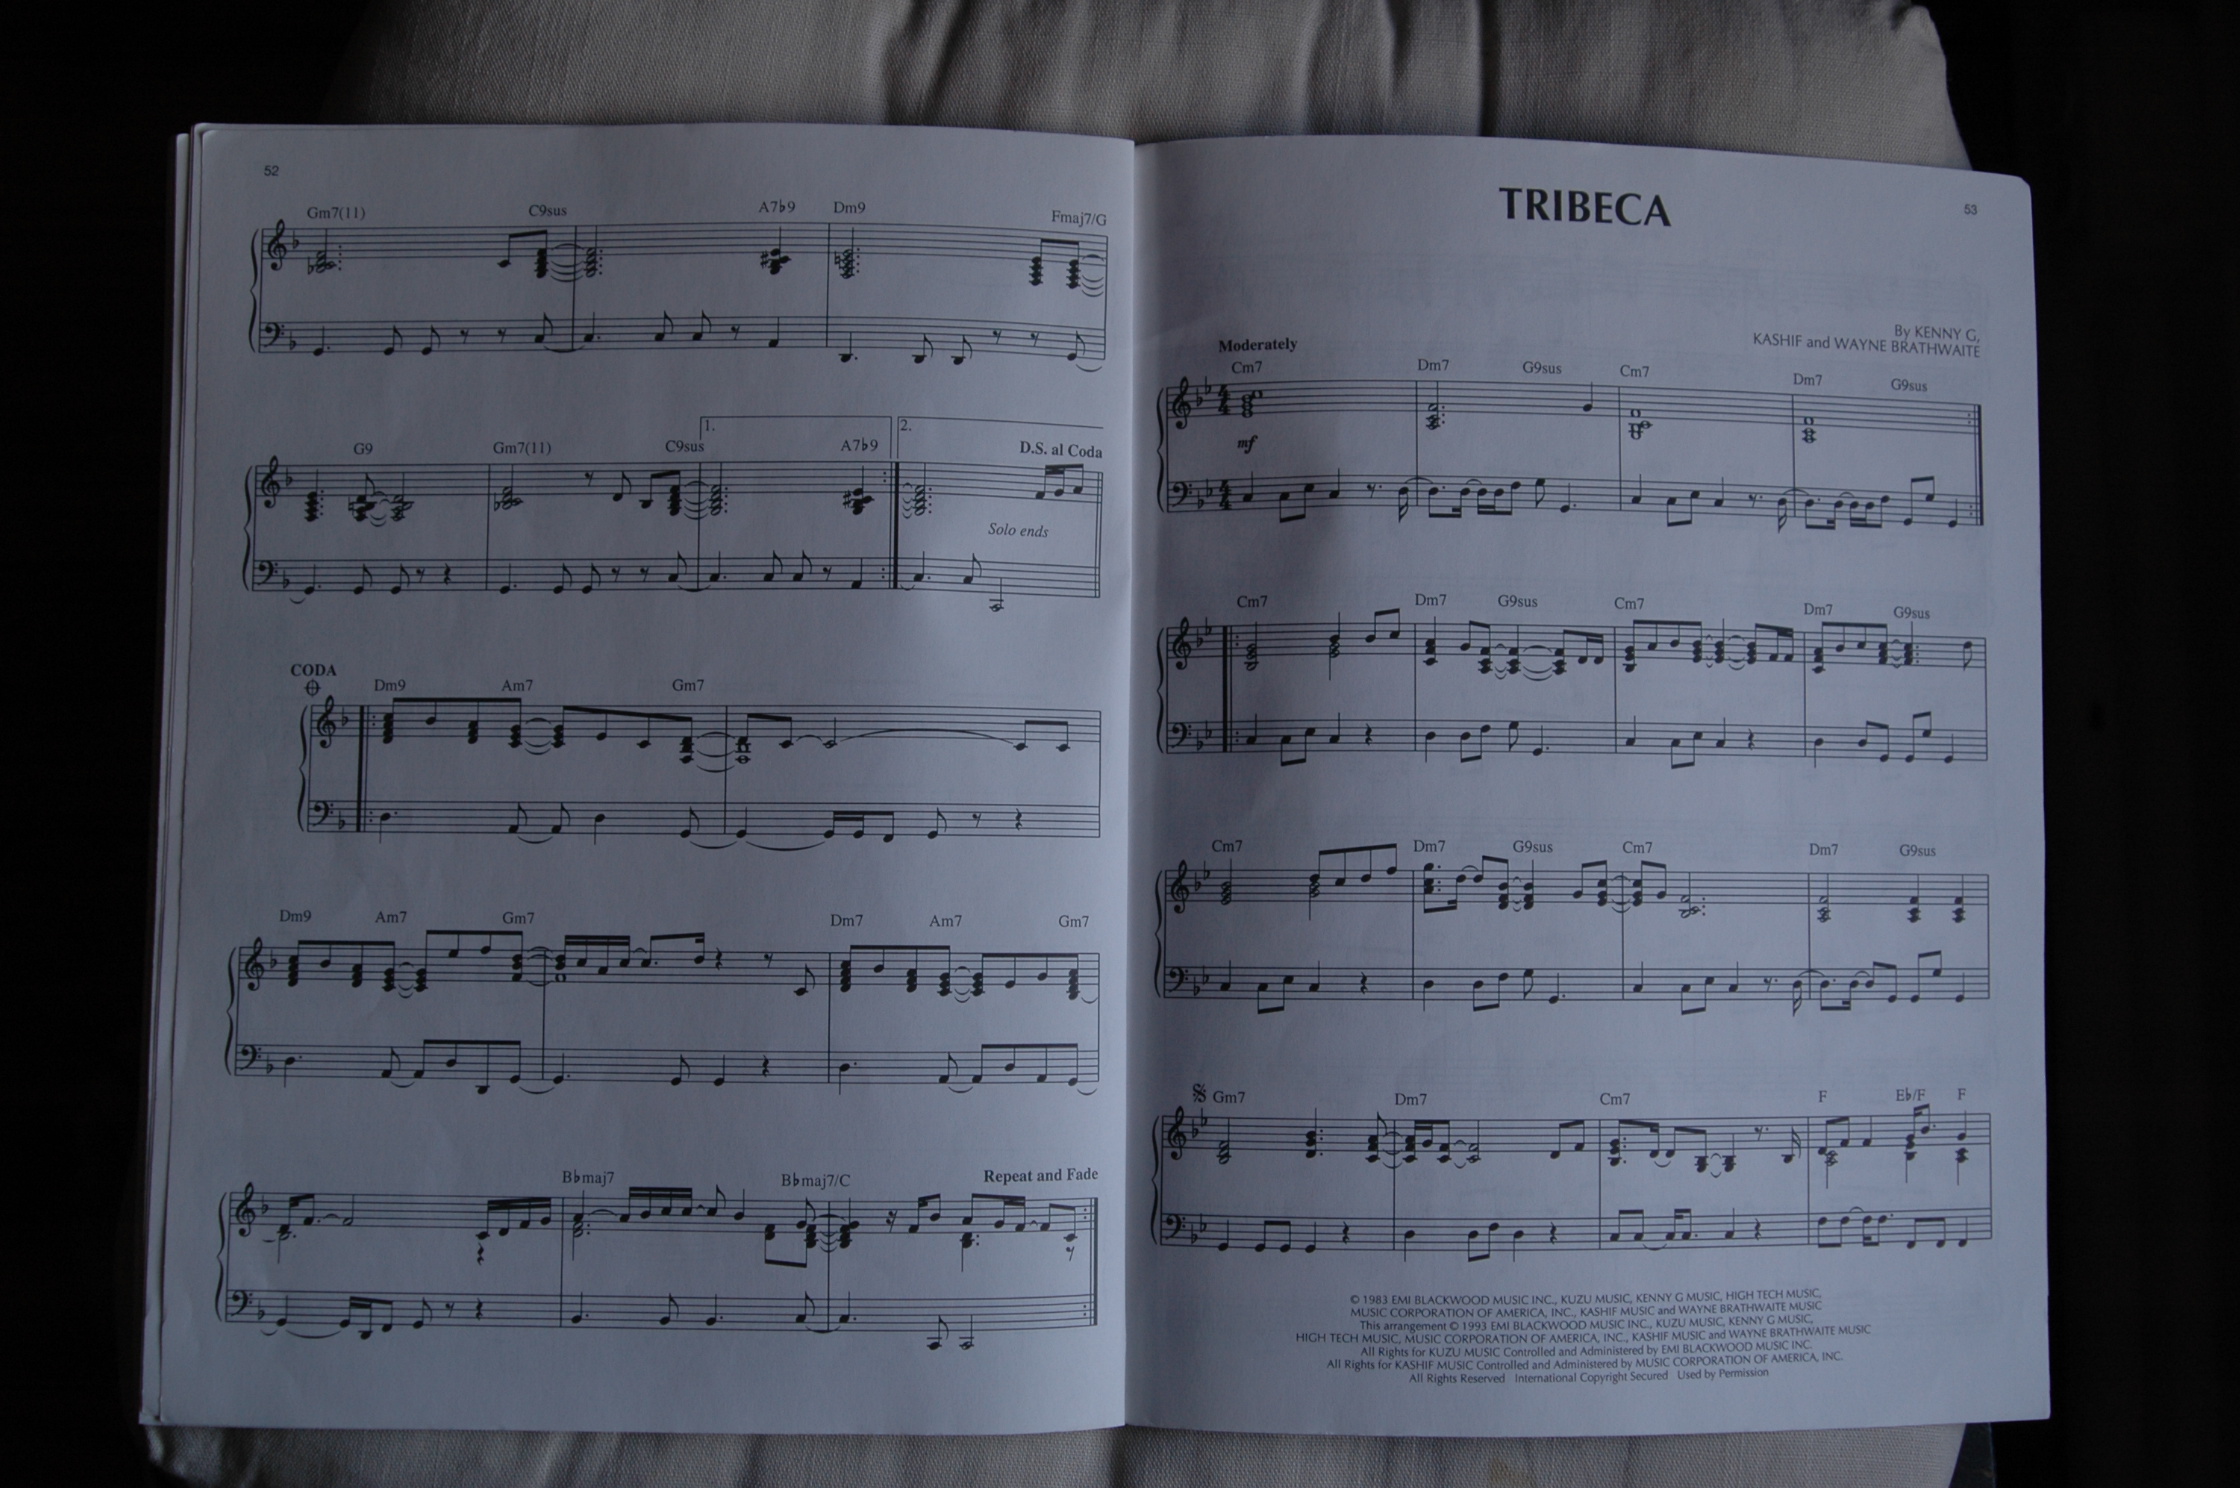 52
Gm7(11) C9sus A7♭9 Dm9 Fmaj7/G
G9 Gm7(11) C9sus 1. A7♭9 2. D.S. al Coda
Solo ends
CODA
Dm9 Am7 Gm7
Dm9 Am7 Gm7 Dm7 Am7 Gm7
B♭maj7 B♭maj7/C Repeat and Fade
53
TRIBECA
By KENNY G,
KASHIF and WAYNE BRATHWAITE
Moderately
Cm7 Dm7 G9sus Cm7 Dm7 G9sus
mf
Cm7 Dm7 G9sus Cm7 Dm7 G9sus
Cm7 Dm7 G9sus Cm7 Dm7 G9sus
Gm7 Dm7 Cm7 F E♭/F F
© 1983 EMI BLACKWOOD MUSIC INC., KUZU MUSIC, KENNY G MUSIC, HIGH TECH MUSIC,
MUSIC CORPORATION OF AMERICA, INC., KASHIF MUSIC and WAYNE BRATHWAITE MUSIC
This arrangement © 1993 EMI BLACKWOOD MUSIC INC., KUZU MUSIC, KENNY G MUSIC,
HIGH TECH MUSIC, MUSIC CORPORATION OF AMERICA, INC., KASHIF MUSIC and WAYNE BRATHWAITE MUSIC
All Rights for KUZU MUSIC Controlled and Administered by EMI BLACKWOOD MUSIC INC.
All Rights for KASHIF MUSIC Controlled and Administered by MUSIC CORPORATION OF AMERICA, INC.
All Rights Reserved International Copyright Secured Used by Permission